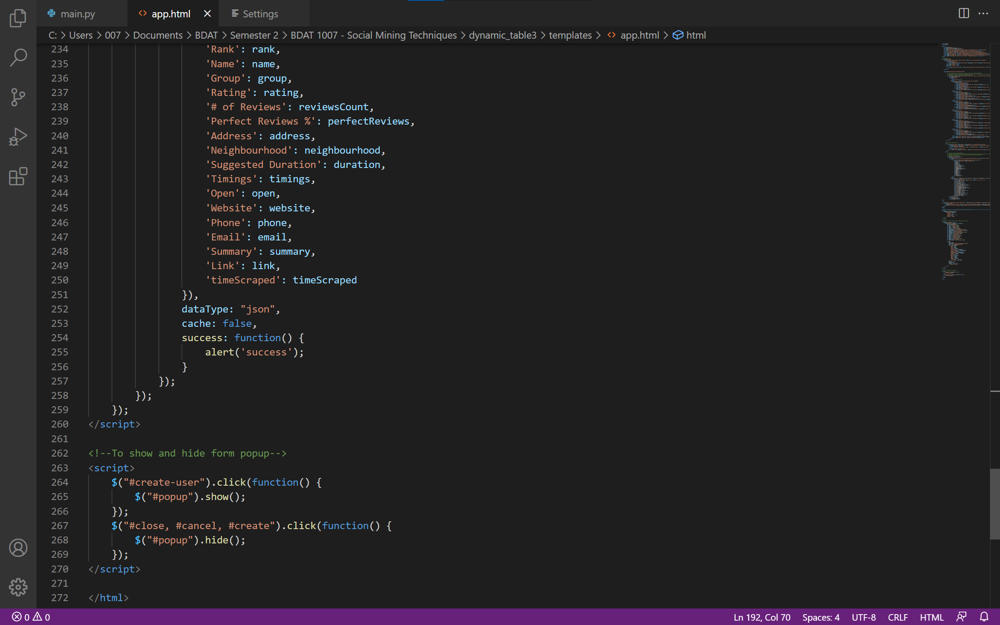 main.py
app.html
Settings
C: > Users > 007 > Documents > BDAT > Semester 2 > BDAT 1007 - Social Mining Techniques > dynamic_table3 > templates > app.html > html
234 'Rank': rank,
235 'Name': name,
236 'Group': group,
237 'Rating': rating,
238 '# of Reviews': reviewsCount,
239 'Perfect Reviews %': perfectReviews,
240 'Address': address,
241 'Neighbourhood': neighbourhood,
242 'Suggested Duration': duration,
243 'Timings': timings,
244 'Open': open,
245 'Website': website,
246 'Phone': phone,
247 'Email': email,
248 'Summary': summary,
249 'Link': link,
250 'timeScraped': timeScraped
251 }),
252 dataType: "json",
253 cache: false,
254 success: function() {
255 alert('success');
256 }
257 });
258 });
259 });
260 </script>
261
262 <!--To show and hide form popup-->
263 <script>
264 $("#create-user").click(function() {
265 $("#popup").show();
266 });
267 $("#close, #cancel, #create").click(function() {
268 $("#popup").hide();
269 });
270 </script>
271
272 </html>
0 0 Ln 192, Col 70 Spaces: 4 UTF-8 CRLF HTML